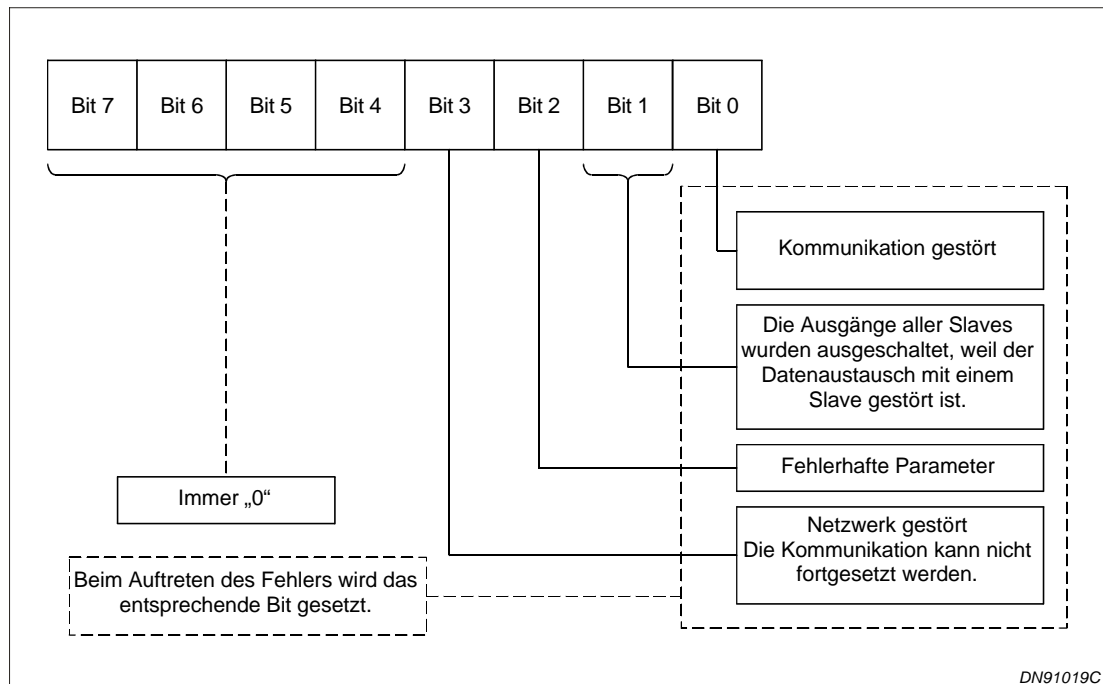 Bit 7 Bit 6 Bit 5 Bit 4 Bit 3 Bit 2 Bit 1 Bit 0
Kommunikation gestört
Die Ausgänge aller Slaves
wurden ausgeschaltet, weil der
Datenaustausch mit einem
Slave gestört ist.
Fehlerhafte Parameter
Immer „0“
Netzwerk gestört
Die Kommunikation kann nicht
fortgesetzt werden.
Beim Auftreten des Fehlers wird das
entsprechende Bit gesetzt.
DN91019C